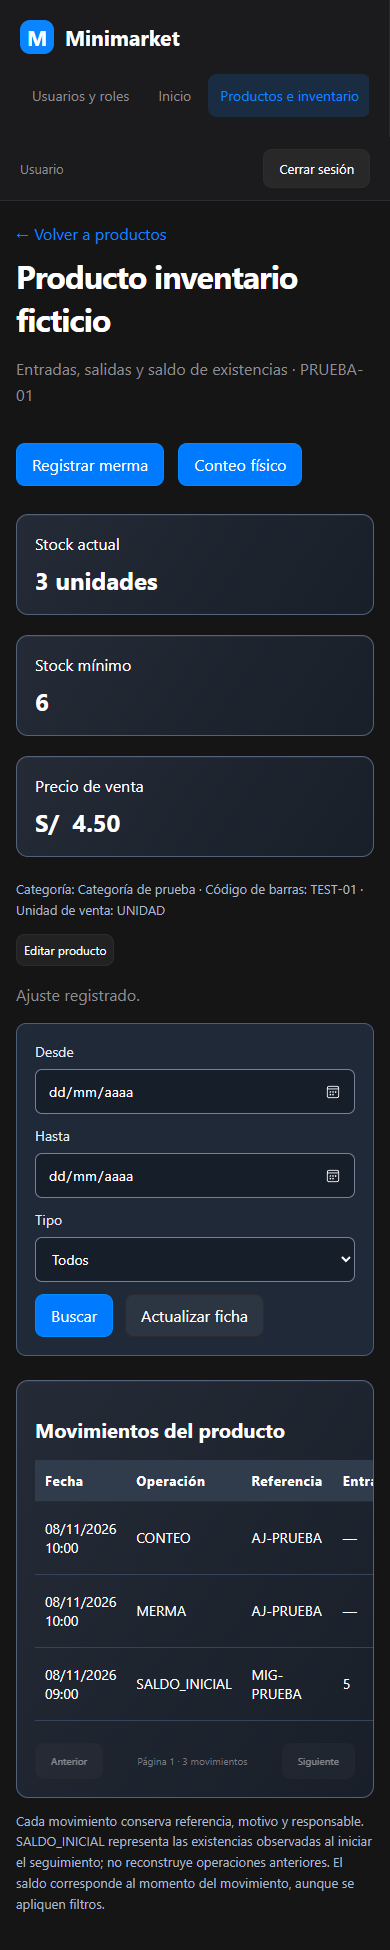 M Minimarket
Usuarios y roles Inicio Productos e inventario
Usuario Cerrar sesión
← Volver a productos
Producto inventario
ficticio
Entradas, salidas y saldo de existencias · PRUEBA-
01
Registrar merma Conteo físico
Stock actual
3 unidades
Stock mínimo
6
Precio de venta
S/ 4.50
Categoría: Categoría de prueba · Código de barras: TEST-01 ·
Unidad de venta: UNIDAD
Editar producto
Ajuste registrado.
Desde
dd/mm/aaaa
Hasta
dd/mm/aaaa
Tipo
Todos
Buscar Actualizar ficha
Movimientos del producto
Fecha Operación Referencia Entra
08/11/2026
10:00 CONTEO AJ-PRUEBA —
08/11/2026
10:00 MERMA AJ-PRUEBA —
08/11/2026
09:00 SALDO_INICIAL MIG-
PRUEBA 5
Anterior Página 1 · 3 movimientos Siguiente
Cada movimiento conserva referencia, motivo y responsable.
SALDO_INICIAL representa las existencias observadas al iniciar
el seguimiento; no reconstruye operaciones anteriores. El
saldo corresponde al momento del movimiento, aunque se
apliquen filtros.